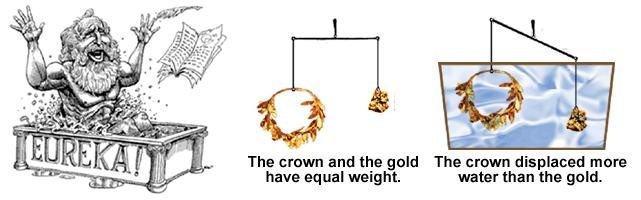 EUREKA!
The crown and the gold
have equal weight.
The crown displaced more
water than the gold.